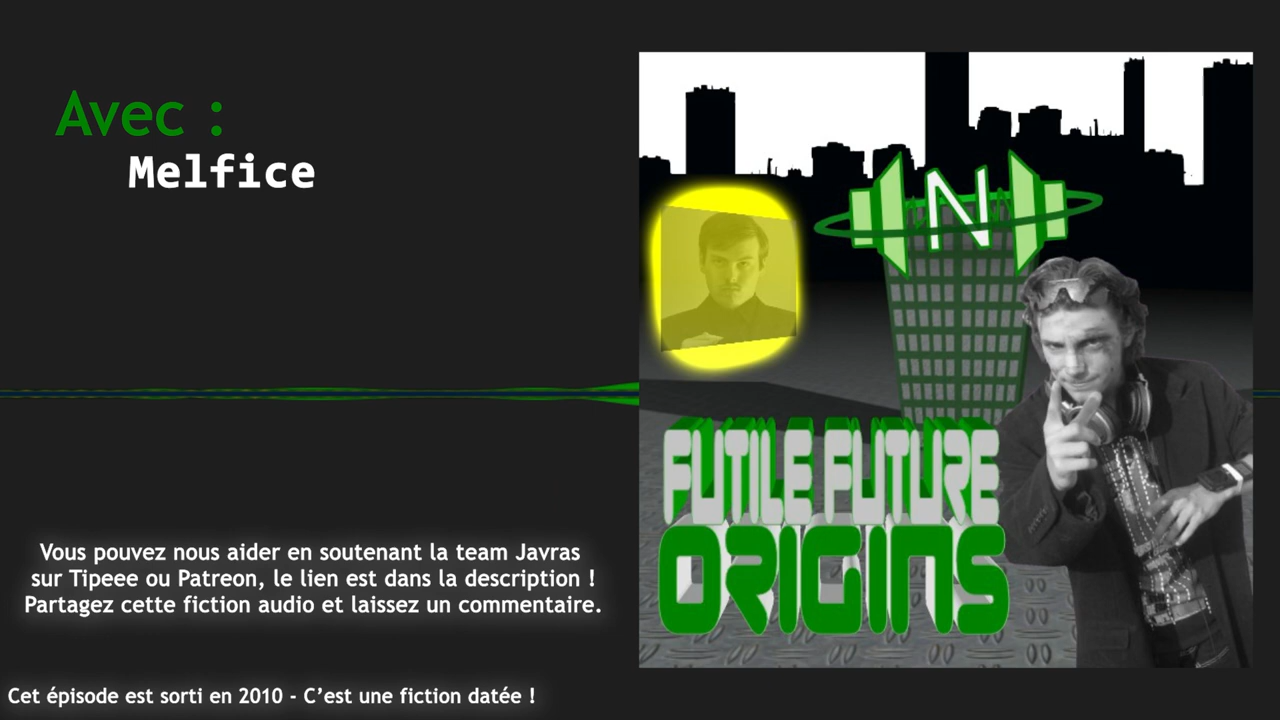 Avec :
Melfice
N
FUTILE FUTURE
ORIGINS
Vous pouvez nous aider en soutenant la team Javras
sur Tipeee ou Patreon, le lien est dans la description !
Partagez cette fiction audio et laissez un commentaire.
Cet épisode est sorti en 2010 - C’est une fiction datée !